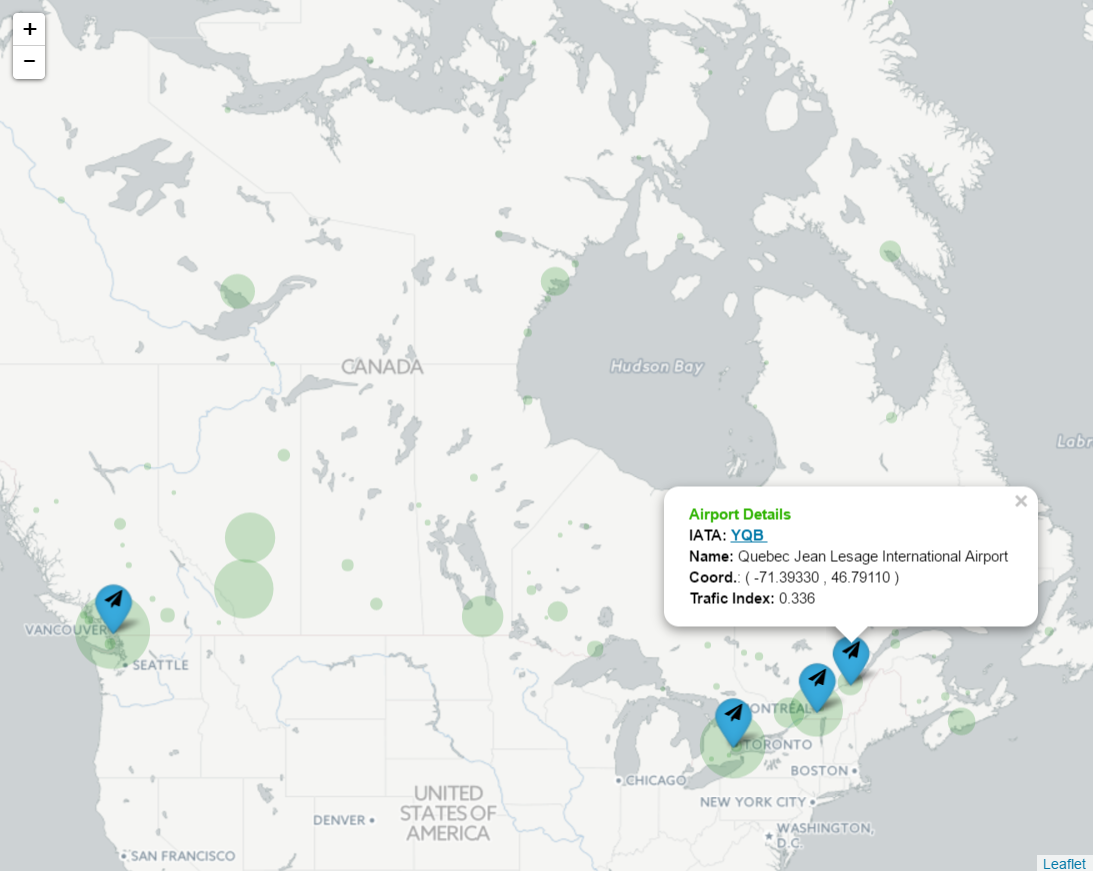 +
−
CANADA
Hudson Bay
Labr
×
Airport Details
IATA: YQB
Name: Quebec Jean Lesage International Airport
Coord.: ( -71.39330 , 46.79110 )
Trafic Index: 0.336
VANCOUVER
SEATTLE
ONTRÉAL
TORONTO
BOSTON
CHICAGO
NEW YORK CITY
UNITED
STATES OF
AMERICA
DENVER
WASHINGTON,
D.C.
SAN FRANCISCO
Leaflet